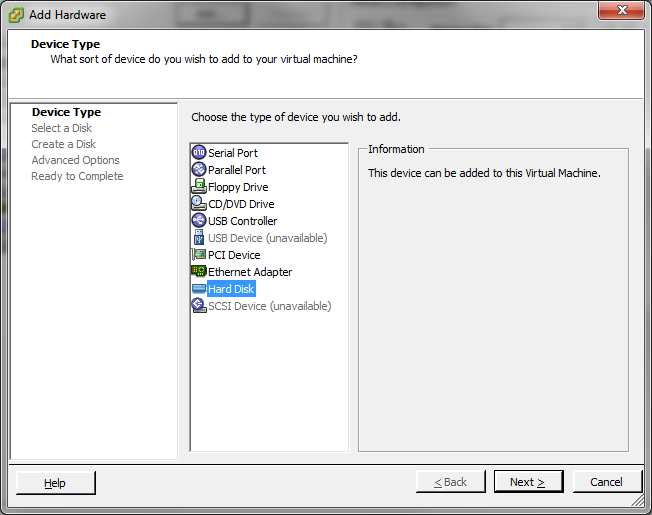 Add Hardware
Device Type
What sort of device do you wish to add to your virtual machine?
Device Type
Select a Disk
Create a Disk
Advanced Options
Ready to Complete
Choose the type of device you wish to add.
Serial Port
Parallel Port
Floppy Drive
CD/DVD Drive
USB Controller
USB Device (unavailable)
PCI Device
Ethernet Adapter
Hard Disk
SCSI Device (unavailable)
Information
This device can be added to this Virtual Machine.
Help
< Back
Next >
Cancel